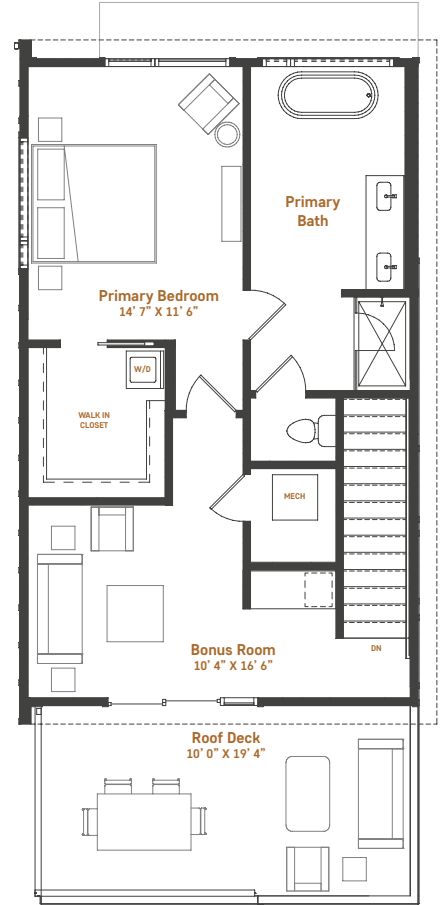 Primary
Bath
Primary Bedroom
14' 7" X 11' 6"
W/D
WALK IN
CLOSET
MECH
Bonus Room
10' 4" X 16' 6"
DN
Roof Deck
10' 0" X 19' 4"